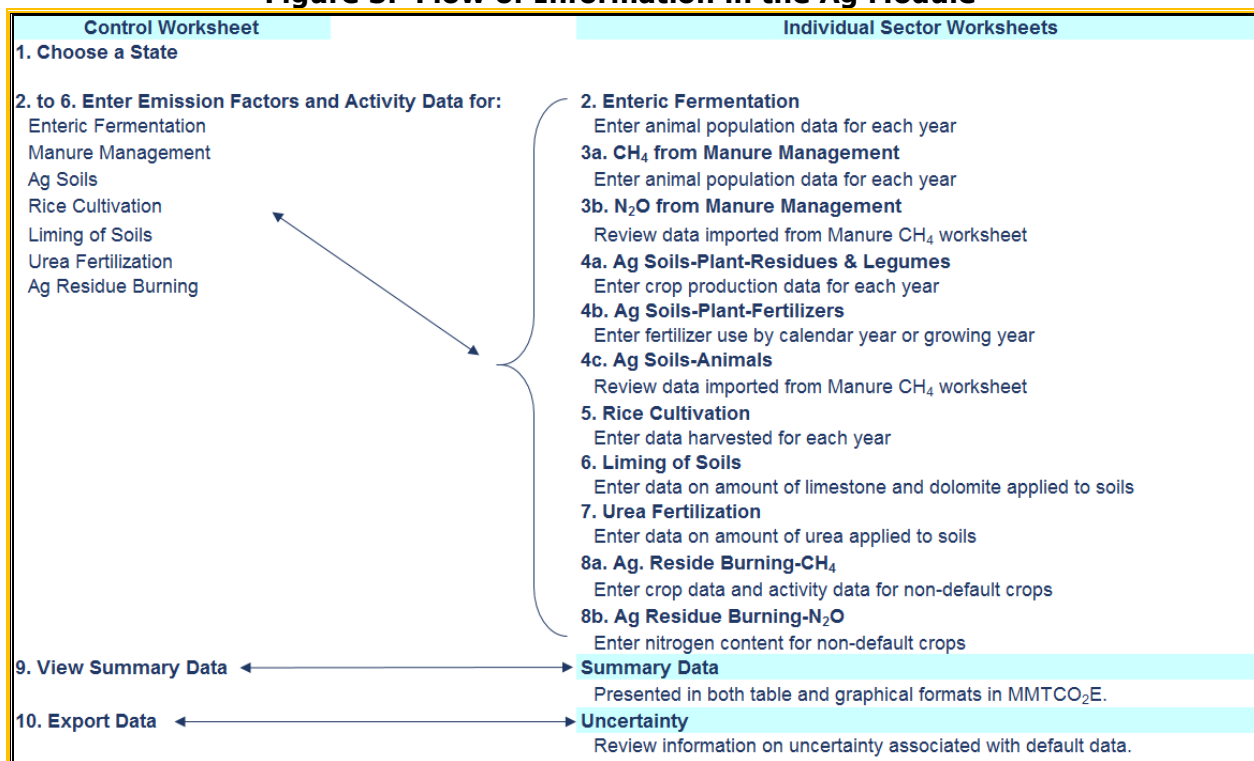 Figure 3. Flow of Information in the Ag Module
Control Worksheet
Individual Sector Worksheets
1. Choose a State
2. to 6. Enter Emission Factors and Activity Data for:
Enteric Fermentation
Manure Management
Ag Soils
Rice Cultivation
Liming of Soils
Urea Fertilization
Ag Residue Burning
2. Enteric Fermentation
Enter animal population data for each year
3a. CH₄ from Manure Management
Enter animal population data for each year
3b. N₂O from Manure Management
Review data imported from Manure CH₄ worksheet
4a. Ag Soils-Plant-Residues & Legumes
Enter crop production data for each year
4b. Ag Soils-Plant-Fertilizers
Enter fertilizer use by calendar year or growing year
4c. Ag Soils-Animals
Review data imported from Manure CH₄ worksheet
5. Rice Cultivation
Enter data harvested for each year
6. Liming of Soils
Enter data on amount of limestone and dolomite applied to soils
7. Urea Fertilization
Enter data on amount of urea applied to soils
8a. Ag. Reside Burning-CH₄
Enter crop data and activity data for non-default crops
8b. Ag Residue Burning-N₂O
Enter nitrogen content for non-default crops
9. View Summary Data
Summary Data
Presented in both table and graphical formats in MMTCO₂E.
10. Export Data
Uncertainty
Review information on uncertainty associated with default data.